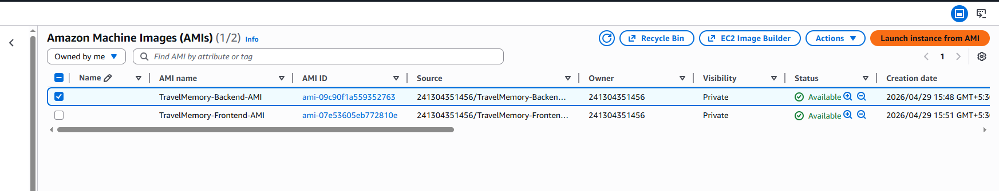 Amazon Machine Images (AMIs) (1/2) Info
Recycle Bin
EC2 Image Builder
Actions
Launch instance from AMI
Owned by me
Find AMI by attribute or tag
1
Name AMI name AMI ID Source Owner Visibility Status Creation date
TravelMemory-Backend-AMI ami-09c90f1a559352763 241304351456/TravelMemory-Backen... 241304351456 Private Available 2026/04/29 15:48 GMT+5:3
TravelMemory-Frontend-AMI ami-07e53605eb772810e 241304351456/TravelMemory-Fronten... 241304351456 Private Available 2026/04/29 15:51 GMT+5:3